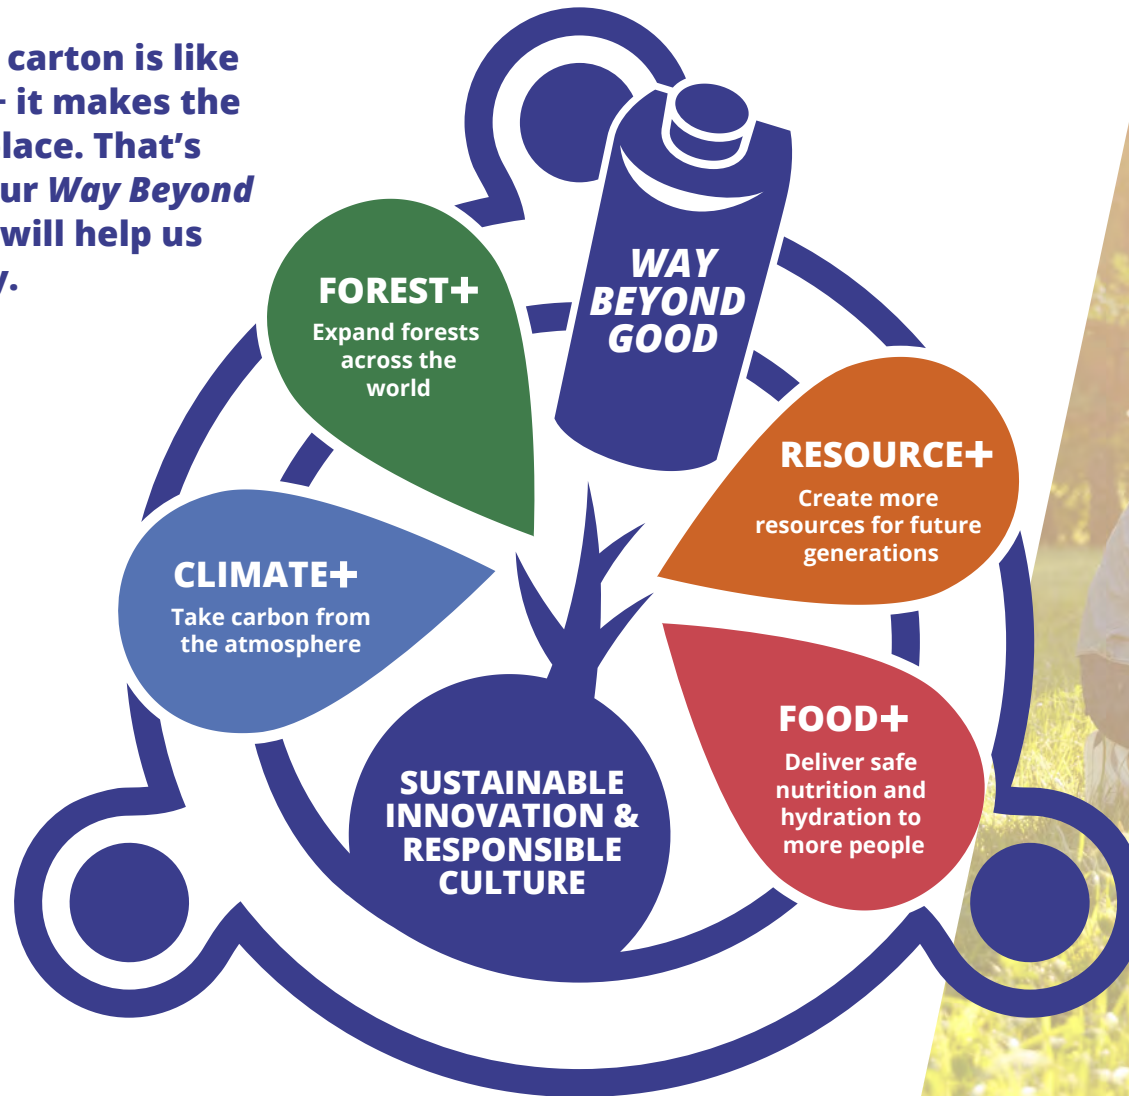 carton is like
it makes the
That's
Way Beyond
will help us
WAY
BEYOND
GOOD
FOREST+
Expand forests
across the
world
RESOURCE+
Create more
resources for future
generations
CLIMATE+
Take carbon from
the atmosphere
FOOD+
Deliver safe
nutrition and
hydration to
more people
SUSTAINABLE
INNOVATION &
RESPONSIBLE
CULTURE